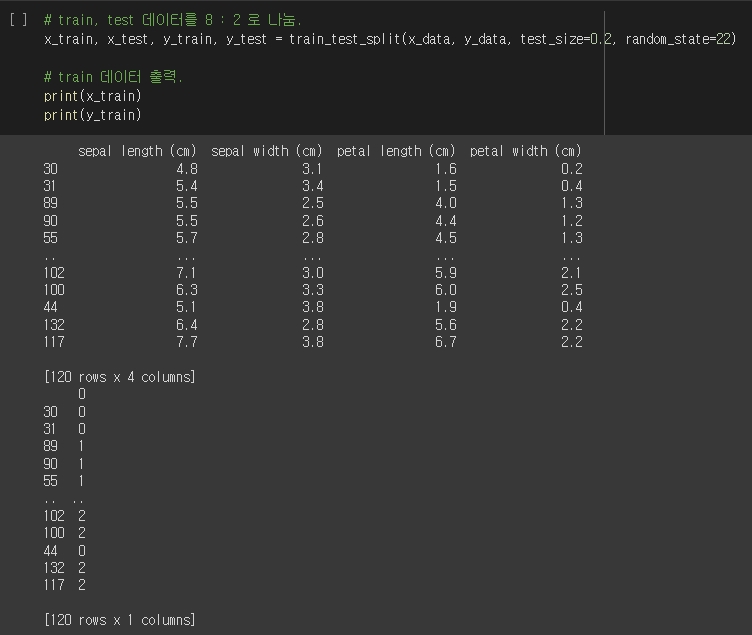 [ ] # train, test 데이터를 8 : 2 로 나눔.
x_train, x_test, y_train, y_test = train_test_split(x_data, y_data, test_size=0.2, random_state=22)
# train 데이터 출력.
print(x_train)
print(y_train)
sepal length (cm) sepal width (cm) petal length (cm) petal width (cm)
30 4.8 3.1 1.6 0.2
31 5.4 3.4 1.5 0.4
89 5.5 2.5 4.0 1.3
90 5.5 2.6 4.4 1.2
55 5.7 2.8 4.5 1.3
.. ... ... ... ...
102 7.1 3.0 5.9 2.1
100 6.3 3.3 6.0 2.5
44 5.1 3.8 1.9 0.4
132 6.4 2.8 5.6 2.2
117 7.7 3.8 6.7 2.2
[120 rows x 4 columns]
0
30 0
31 0
89 1
90 1
55 1
.. ..
102 2
100 2
44 0
132 2
117 2
[120 rows x 1 columns]